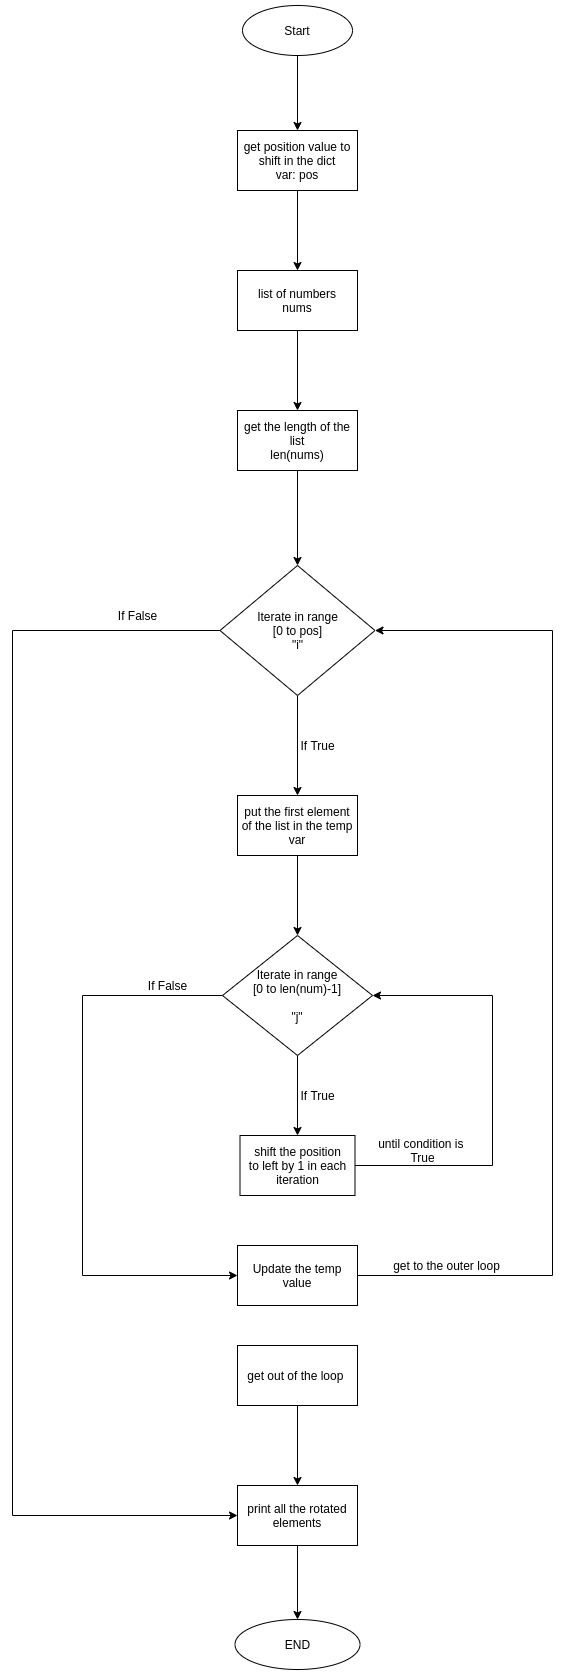 Start
get position value to
shift in the dict
var: pos
list of numbers
nums
get the length of the
list
len(nums)
If False
Iterate in range
[0 to pos]
"i"
If True
put the first element
of the list in the temp
var
If False
Iterate in range
[0 to len(num)-1]
"j"
If True
shift the position
to left by 1 in each
iteration
until condition is
True
Update the temp
value
get to the outer loop
get out of the loop
print all the rotated
elements
END